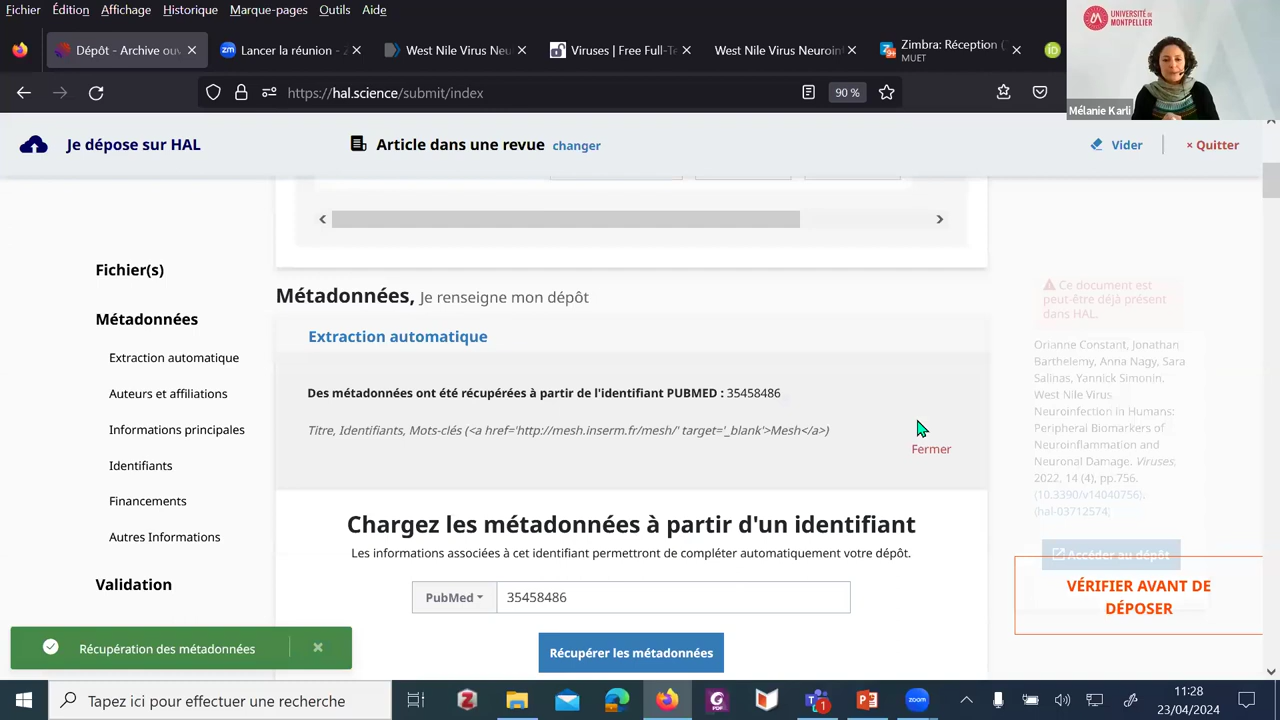 Fichier Édition Affichage Historique Marque-pages Outils Aide
UNIVERSITÉ DE
MONTPELLIER
Dépôt - Archive ouv
zm Lancer la réunion - Z
West Nile Virus Neu
Viruses | Free Full-Te
West Nile Virus Neuroint
Zimbra: Réception (
MUET
iD
https://hal.science/submit/index
90 %
Mélanie Karli
Je dépose sur HAL
Article dans une revue changer
Vider
× Quitter
Fichier(s)
Métadonnées
Extraction automatique
Auteurs et affiliations
Informations principales
Identifiants
Financements
Autres Informations
Validation
Métadonnées, Je renseigne mon dépôt
Extraction automatique
Des métadonnées ont été récupérées à partir de l'identifiant PUBMED : 35458486
Titre, Identifiants, Mots-clés (<a href='http://mesh.inserm.fr/mesh/' target='_blank'>Mesh</a>)
Fermer
Chargez les métadonnées à partir d'un identifiant
Les informations associées à cet identifiant permettront de compléter automatiquement votre dépôt.
PubMed
35458486
Récupérer les métadonnées
Ce document est
peut-être déjà présent
dans HAL.
Orianne Constant, Jonathan
Barthelemy, Anna Nagy, Sara
Salinas, Yannick Simonin.
West Nile Virus
Neuroinfection in Humans:
Peripheral Biomarkers of
Neuroinflammation and
Neuronal Damage. Viruses,
2022, 14 (4), pp.756.
⟨10.3390/v14040756⟩.
⟨hal-03712574⟩
Accéder au dépôt
VÉRIFIER AVANT DE
DÉPOSER
Récupération des métadonnées
Tapez ici pour effectuer une recherche
Z
PDF
1
zoom
11:28
23/04/2024